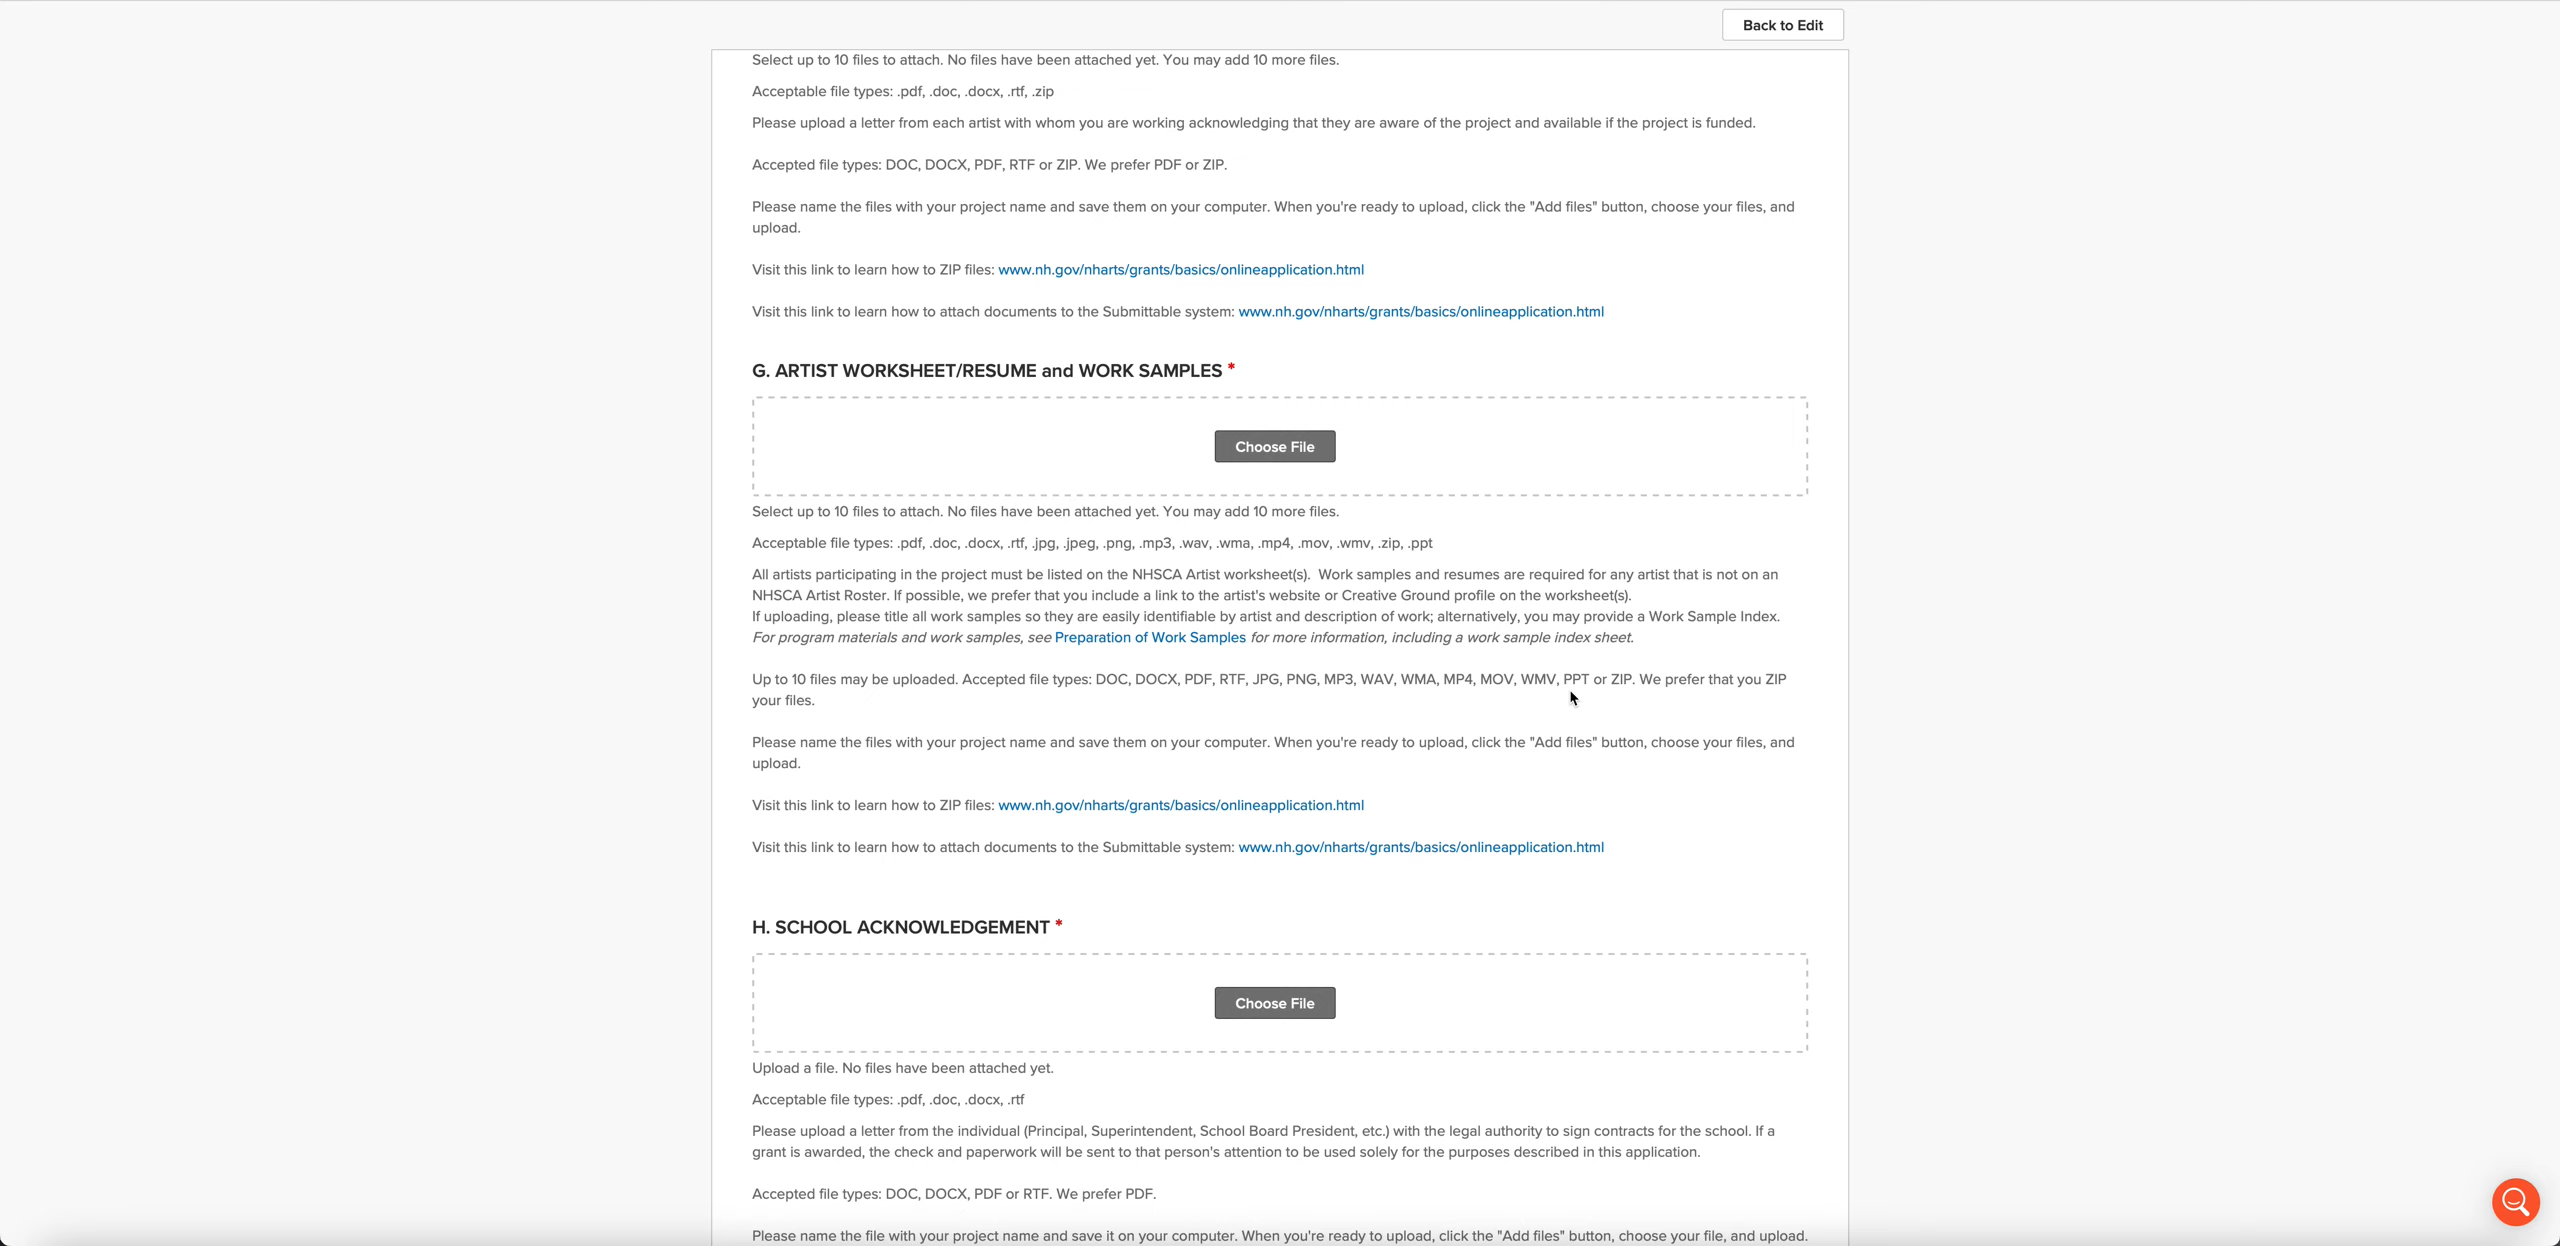 Back to Edit
Select up to 10 files to attach. No files have been attached yet. You may add 10 more files.
Acceptable file types: .pdf, .doc, .docx, .rtf, .zip
Please upload a letter from each artist with whom you are working acknowledging that they are aware of the project and available if the project is funded.
Accepted file types: DOC, DOCX, PDF, RTF or ZIP. We prefer PDF or ZIP.
Please name the files with your project name and save them on your computer. When you're ready to upload, click the "Add files" button, choose your files, and
upload.
Visit this link to learn how to ZIP files: www.nh.gov/nharts/grants/basics/onlineapplication.html
Visit this link to learn how to attach documents to the Submittable system: www.nh.gov/nharts/grants/basics/onlineapplication.html
G. ARTIST WORKSHEET/RESUME and WORK SAMPLES *
Choose File
Select up to 10 files to attach. No files have been attached yet. You may add 10 more files.
Acceptable file types: .pdf, .doc, .docx, .rtf, .jpg, .jpeg, .png, .mp3, .wav, .wma, .mp4, .mov, .wmv, .zip, .ppt
All artists participating in the project must be listed on the NHSCA Artist worksheet(s).  Work samples and resumes are required for any artist that is not on an
NHSCA Artist Roster. If possible, we prefer that you include a link to the artist's website or Creative Ground profile on the worksheet(s).
If uploading, please title all work samples so they are easily identifiable by artist and description of work; alternatively, you may provide a Work Sample Index.
For program materials and work samples, see Preparation of Work Samples for more information, including a work sample index sheet.
Up to 10 files may be uploaded. Accepted file types: DOC, DOCX, PDF, RTF, JPG, PNG, MP3, WAV, WMA, MP4, MOV, WMV, PPT or ZIP. We prefer that you ZIP
your files.
Please name the files with your project name and save them on your computer. When you're ready to upload, click the "Add files" button, choose your files, and
upload.
Visit this link to learn how to ZIP files: www.nh.gov/nharts/grants/basics/onlineapplication.html
Visit this link to learn how to attach documents to the Submittable system: www.nh.gov/nharts/grants/basics/onlineapplication.html
H. SCHOOL ACKNOWLEDGEMENT *
Choose File
Upload a file. No files have been attached yet.
Acceptable file types: .pdf, .doc, .docx, .rtf
Please upload a letter from the individual (Principal, Superintendent, School Board President, etc.) with the legal authority to sign contracts for the school. If a
grant is awarded, the check and paperwork will be sent to that person's attention to be used solely for the purposes described in this application.
Accepted file types: DOC, DOCX, PDF or RTF. We prefer PDF.
Please name the file with your project name and save it on your computer. When you're ready to upload, click the "Add files" button, choose your file, and upload.